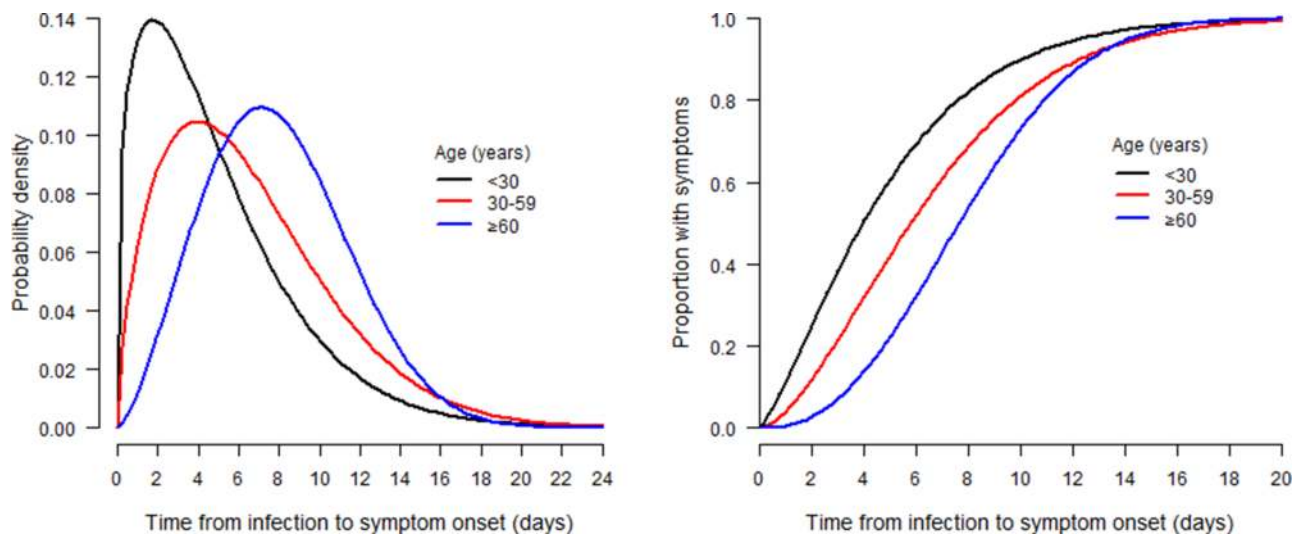 0.14
0.12
0.10
0.08
0.06
0.04
0.02
0.00
Probability density
Age (years)
<30
30-59
≥60
0 2 4 6 8 10 12 14 16 18 20 22 24
Time from infection to symptom onset (days)
1.0
0.8
0.6
0.4
0.2
0.0
Proportion with symptoms
Age (years)
<30
30-59
≥60
0 2 4 6 8 10 12 14 16 18 20
Time from infection to symptom onset (days)